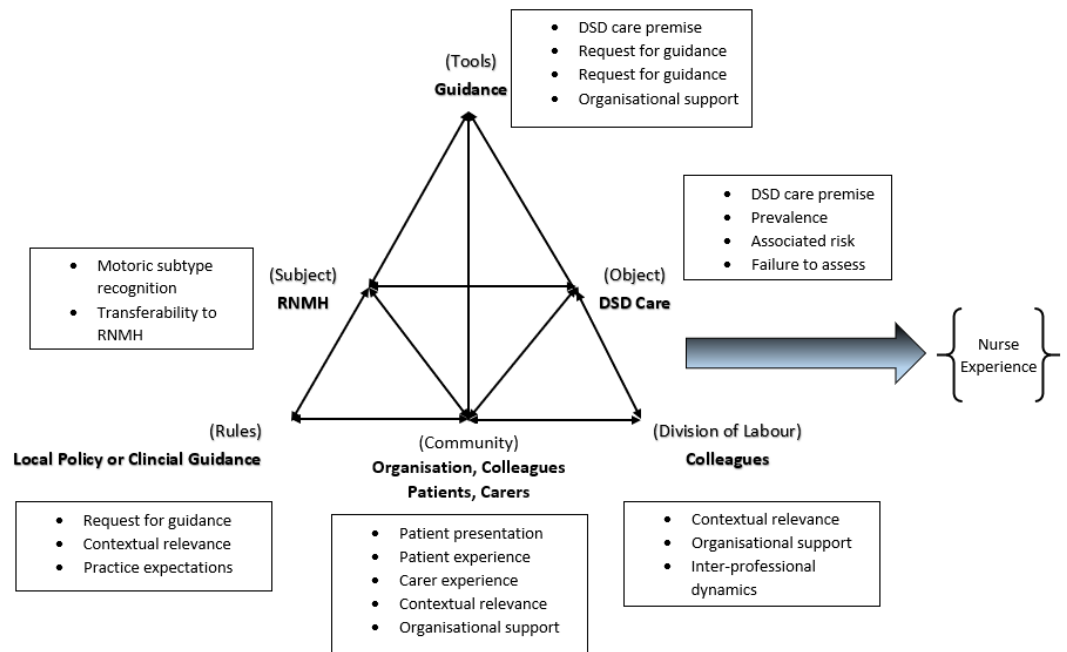 • DSD care premise
• Request for guidance
• Request for guidance
• Organisational support
(Tools)
Guidance
• DSD care premise
• Prevalence
• Associated risk
• Failure to assess
• Motoric subtype
recognition
• Transferability to
RNMH
(Subject)
RNMH
(Object)
DSD Care
Nurse
Experience
(Rules)
Local Policy or Clincial Guidance
(Community)
Organisation, Colleagues
Patients, Carers
(Division of Labour)
Colleagues
• Request for guidance
• Contextual relevance
• Practice expectations
• Patient presentation
• Patient experience
• Carer experience
• Contextual relevance
• Organisational support
• Contextual relevance
• Organisational support
• Inter-professional
dynamics